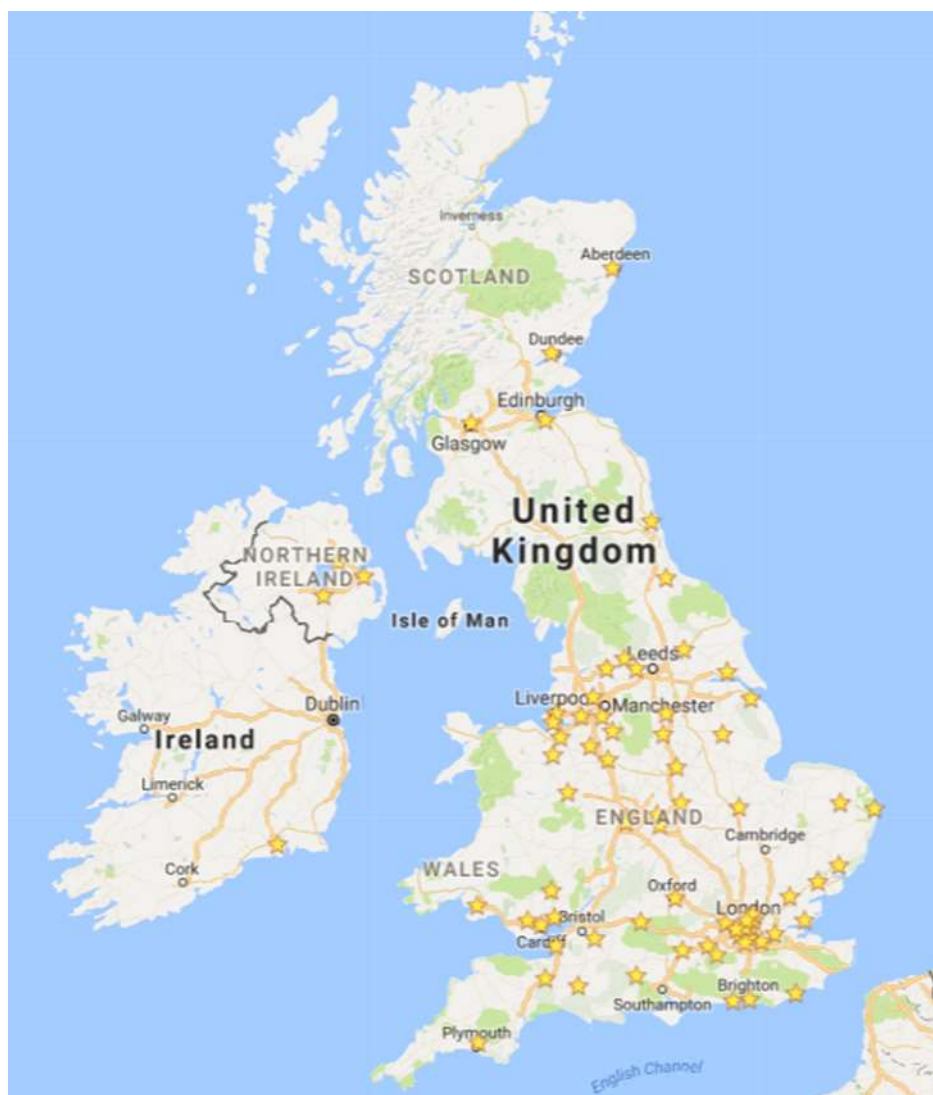 Inverness
Aberdeen
SCOTLAND
Dundee
Edinburgh
Glasgow
United
Kingdom
NORTHERN
IRELAND
Isle of Man
Leeds
Liverpoo
Manchester
Dublin
Galway
Ireland
Limerick
ENGLAND
Cambridge
Cork
WALES
Oxford
London
Bristol
Cardiff
Brighton
Southampton
Plymouth
English Channel